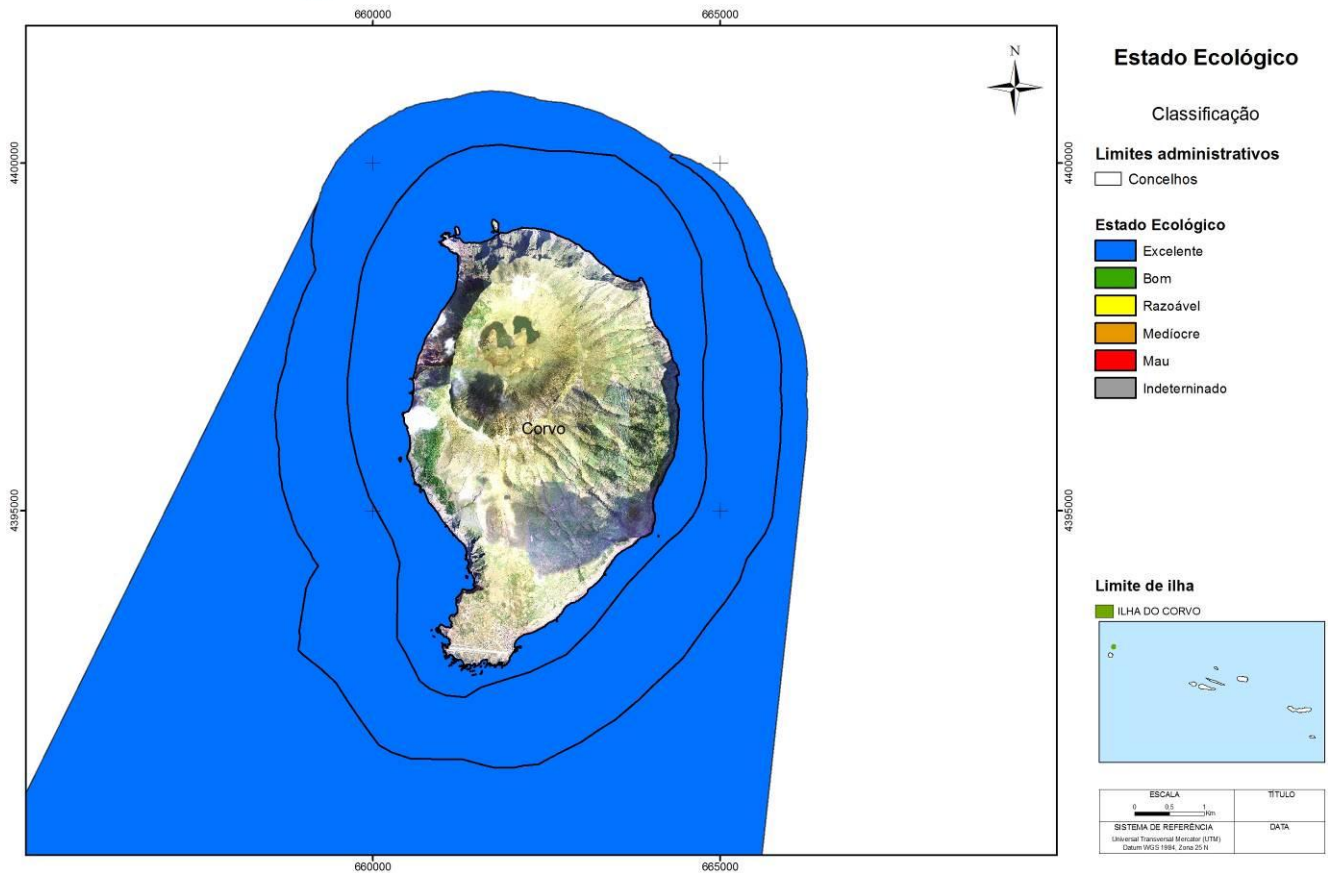 660000
665000
4400000
4400000
4395000
4395000
660000
665000
N
Corvo
Estado Ecológico
Classificação
Limites administrativos
Concelhos
Estado Ecológico
Excelente
Bom
Razoável
Medíocre
Mau
Indeterninado
Limite de ilha
ILHA DO CORVO
ESCALA
0 0,5 1
Km
TÍTULO
SISTEMA DE REFERÊNCIA
Universal Transversal Mercator (UTM)
Datum WGS 1984, Zona 25 N
DATA